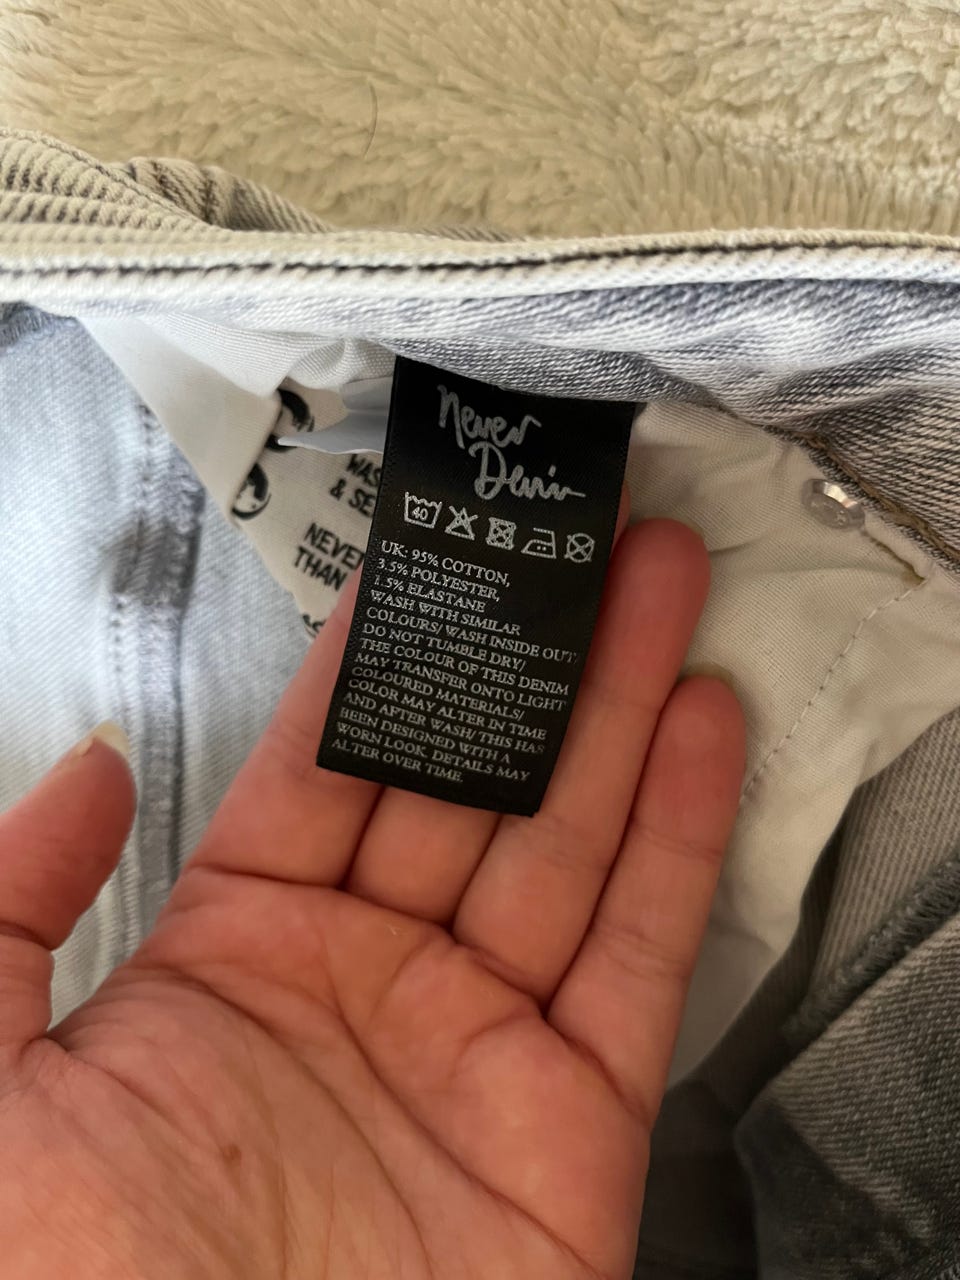 Never
Denim
40
UK: 95% COTTON,
3.5% POLYESTER,
1.5% ELASTANE
WASH WITH SIMILAR
COLOURS/ WASH INSIDE OUT/
DO NOT TUMBLE DRY/
THE COLOUR OF THIS DENIM
MAY TRANSFER ONTO LIGHT
COLOURED MATERIALS/
COLOR MAY ALTER IN TIME
AND AFTER WASH/ THIS HAS
BEEN DESIGNED WITH A
WORN LOOK. DETAILS MAY
ALTER OVER TIME.
WAS
& SE
NEVER
THAN